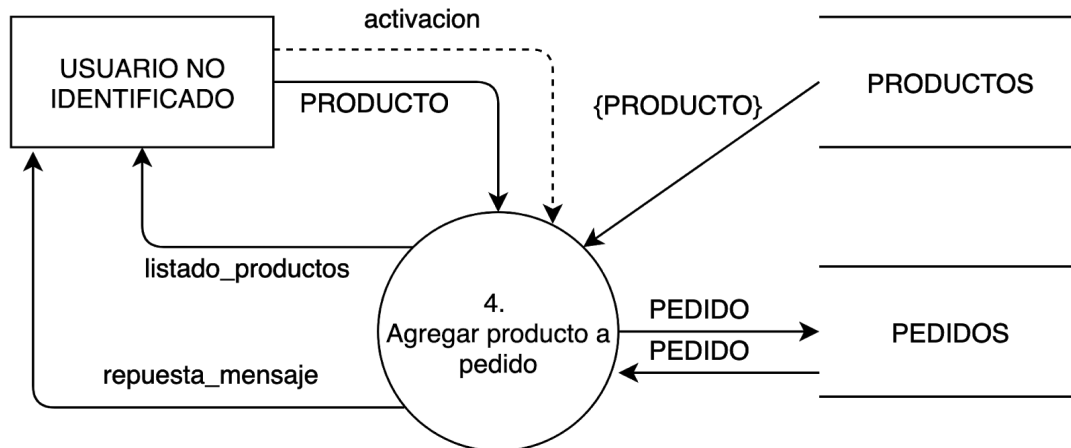 activacion
USUARIO NO
IDENTIFICADO
PRODUCTO
{PRODUCTO}
PRODUCTOS
listado_productos
4.
Agregar producto a
pedido
PEDIDO
PEDIDO
PEDIDOS
repuesta_mensaje